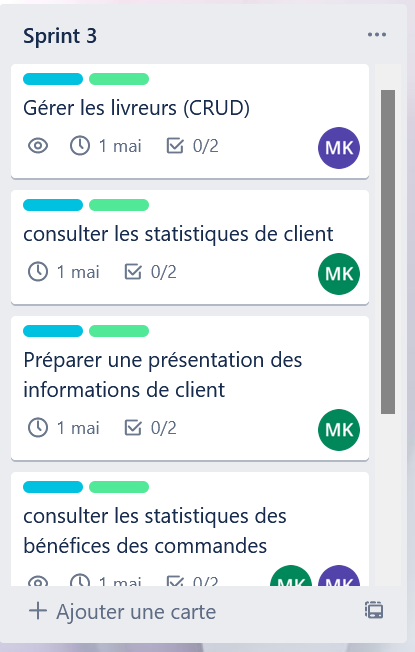 Sprint 3
Gérer les livreurs (CRUD)
1 mai 0/2 MK
consulter les statistiques de client
1 mai 0/2 MK
Préparer une présentation des
informations de client
1 mai 0/2 MK
consulter les statistiques des
bénéfices des commandes
1 mai 0/2 MK MK
Ajouter une carte